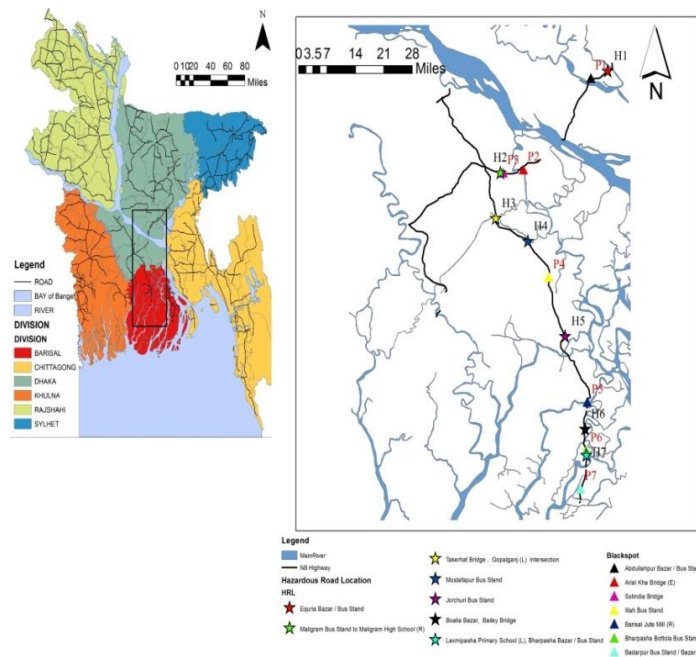 N
0 10 20 40 60 80
Miles
Legend
ROAD
BAY of Bangel
RIVER
DIVISION
DIVISION
BARISAL
CHITTAGONG
DHAKA
KHULNA
RAJSHAHI
SYLHET
0 3.5 7 14 21 28
Miles
N
P1 H1
H2 P3 P2
H3
H4
P4
H5
P5
H6
P6
H7
P7
Legend
MainRiver
N8 Highway
Hazardous Road Location
HRL
Equria Bazar / Bus Stand
Maligram Bus Stand to Maligram High School (R)
Takerhat Bridge , Gopalganj (L) Intersection
Mostafapur Bus Stand
Jorchuri Bus Stand
Boalia Bazar, Bailey Bridge
Laxmipasha Primary School (L), Bharpasha Bazar / Bus Stand
Blackspot
Abdullahpur Bazar / Bus Sta
Arial Kha Bridge (E)
Solindia Bridge
Illah Bus Stand
Barisal Jute Mill (R)
Bharpasha Bottola Bus Stan
Badarpur Bus Stand / Bazar